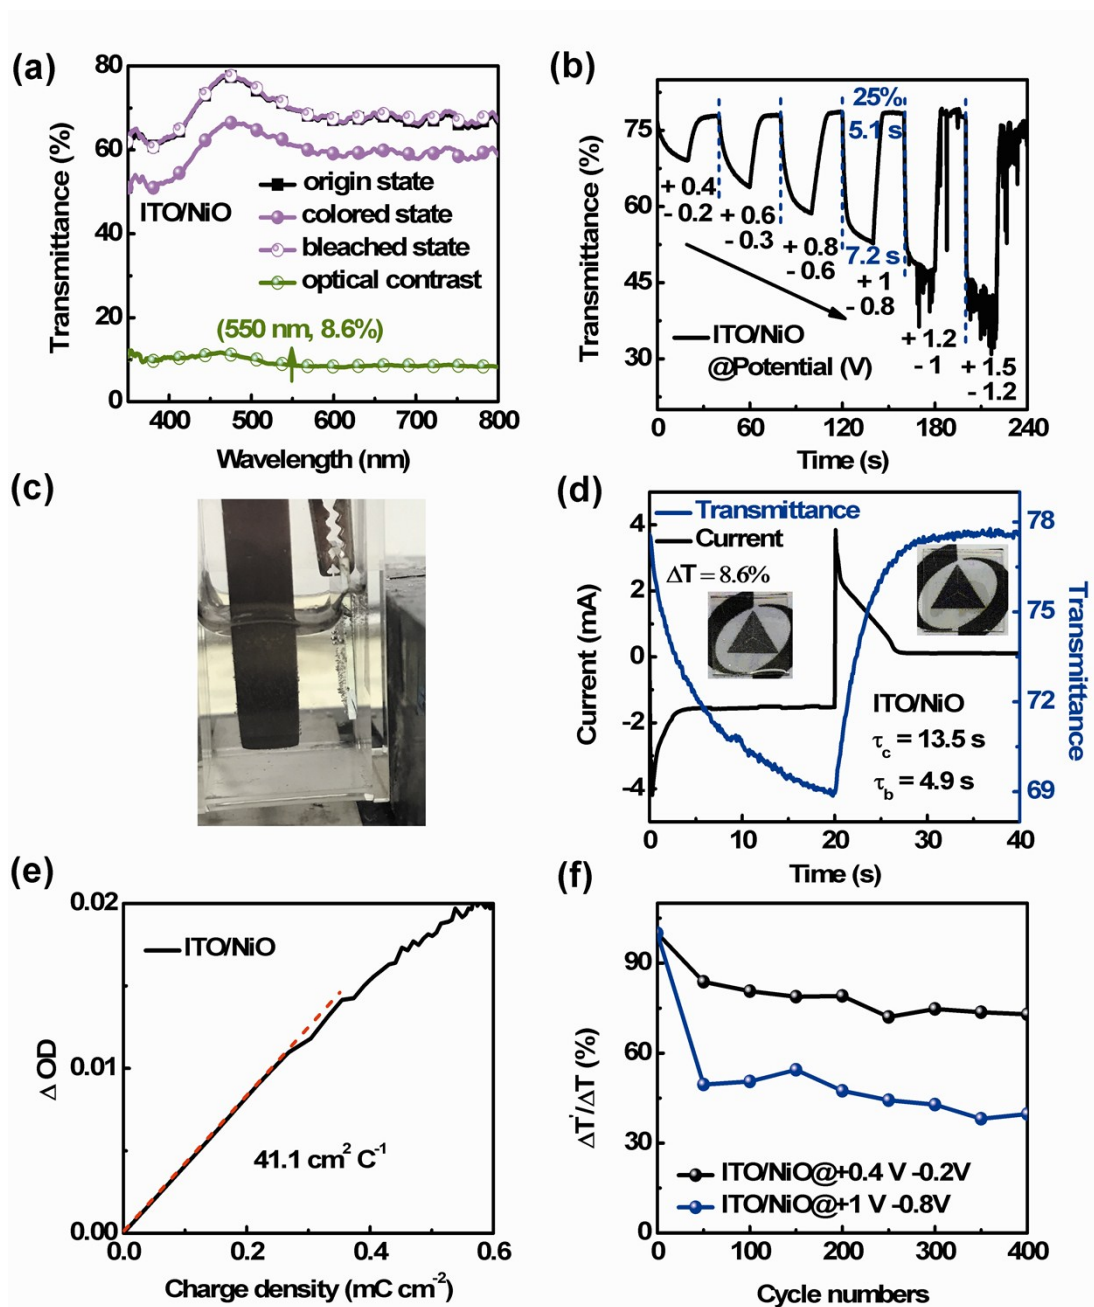 (a)
80
60
40
20
0
Transmittance (%)
ITO/NiO
origin state
colored state
bleached state
optical contrast
(550 nm, 8.6%)
400 500 600 700 800
Wavelength (nm)
(b)
75
60
45
30
Transmittance (%)
25%
5.1 s
+ 0.4
- 0.2
+ 0.6
- 0.3
+ 0.8
- 0.6
7.2 s
+ 1
- 0.8
+ 1.2
- 1
+ 1.5
- 1.2
ITO/NiO
@Potential (V)
0 60 120 180 240
Time (s)
(c)
(d)
4
2
0
-2
-4
Current (mA)
Transmittance
Current
ΔT = 8.6%
ITO/NiO
τc = 13.5 s
τb = 4.9 s
78
75
72
69
Transmittance
0 10 20 30 40
Time (s)
(e)
0.02
0.01
0.00
Δ OD
ITO/NiO
41.1 cm² C⁻¹
0.0 0.2 0.4 0.6
Charge density (mC cm⁻²)
(f)
90
60
30
0
ΔT'/ΔT (%)
ITO/NiO@+0.4 V -0.2V
ITO/NiO@+1 V -0.8V
0 100 200 300 400
Cycle numbers